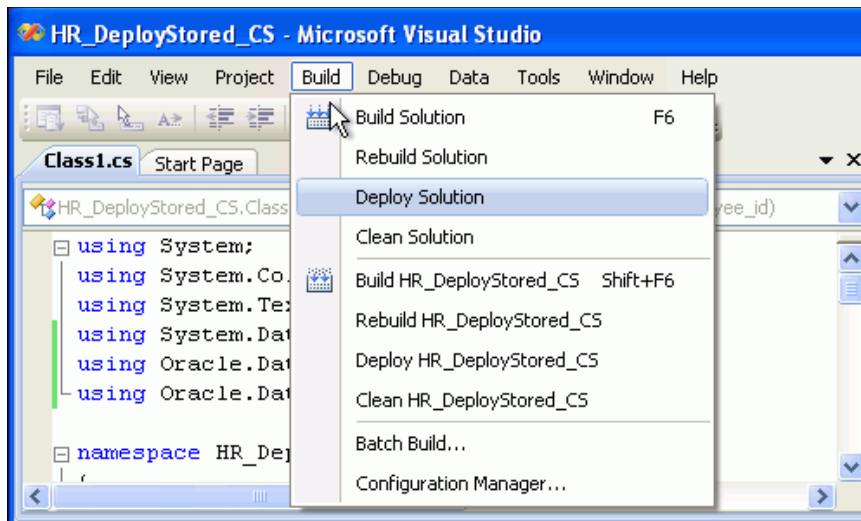 HR_DeployStored_CS - Microsoft Visual Studio
File Edit View Project Build Debug Data Tools Window Help
Build Solution F6
Rebuild Solution
Class1.cs Start Page
Deploy Solution
HR_DeployStored_CS.Class yee_id)
Clean Solution
using System;
using System.Co
Build HR_DeployStored_CS Shift+F6
using System.Te
Rebuild HR_DeployStored_CS
using System.Dat
Deploy HR_DeployStored_CS
using Oracle.Dat
using Oracle.Dat
Clean HR_DeployStored_CS
Batch Build...
namespace HR_Dep
{
Configuration Manager...